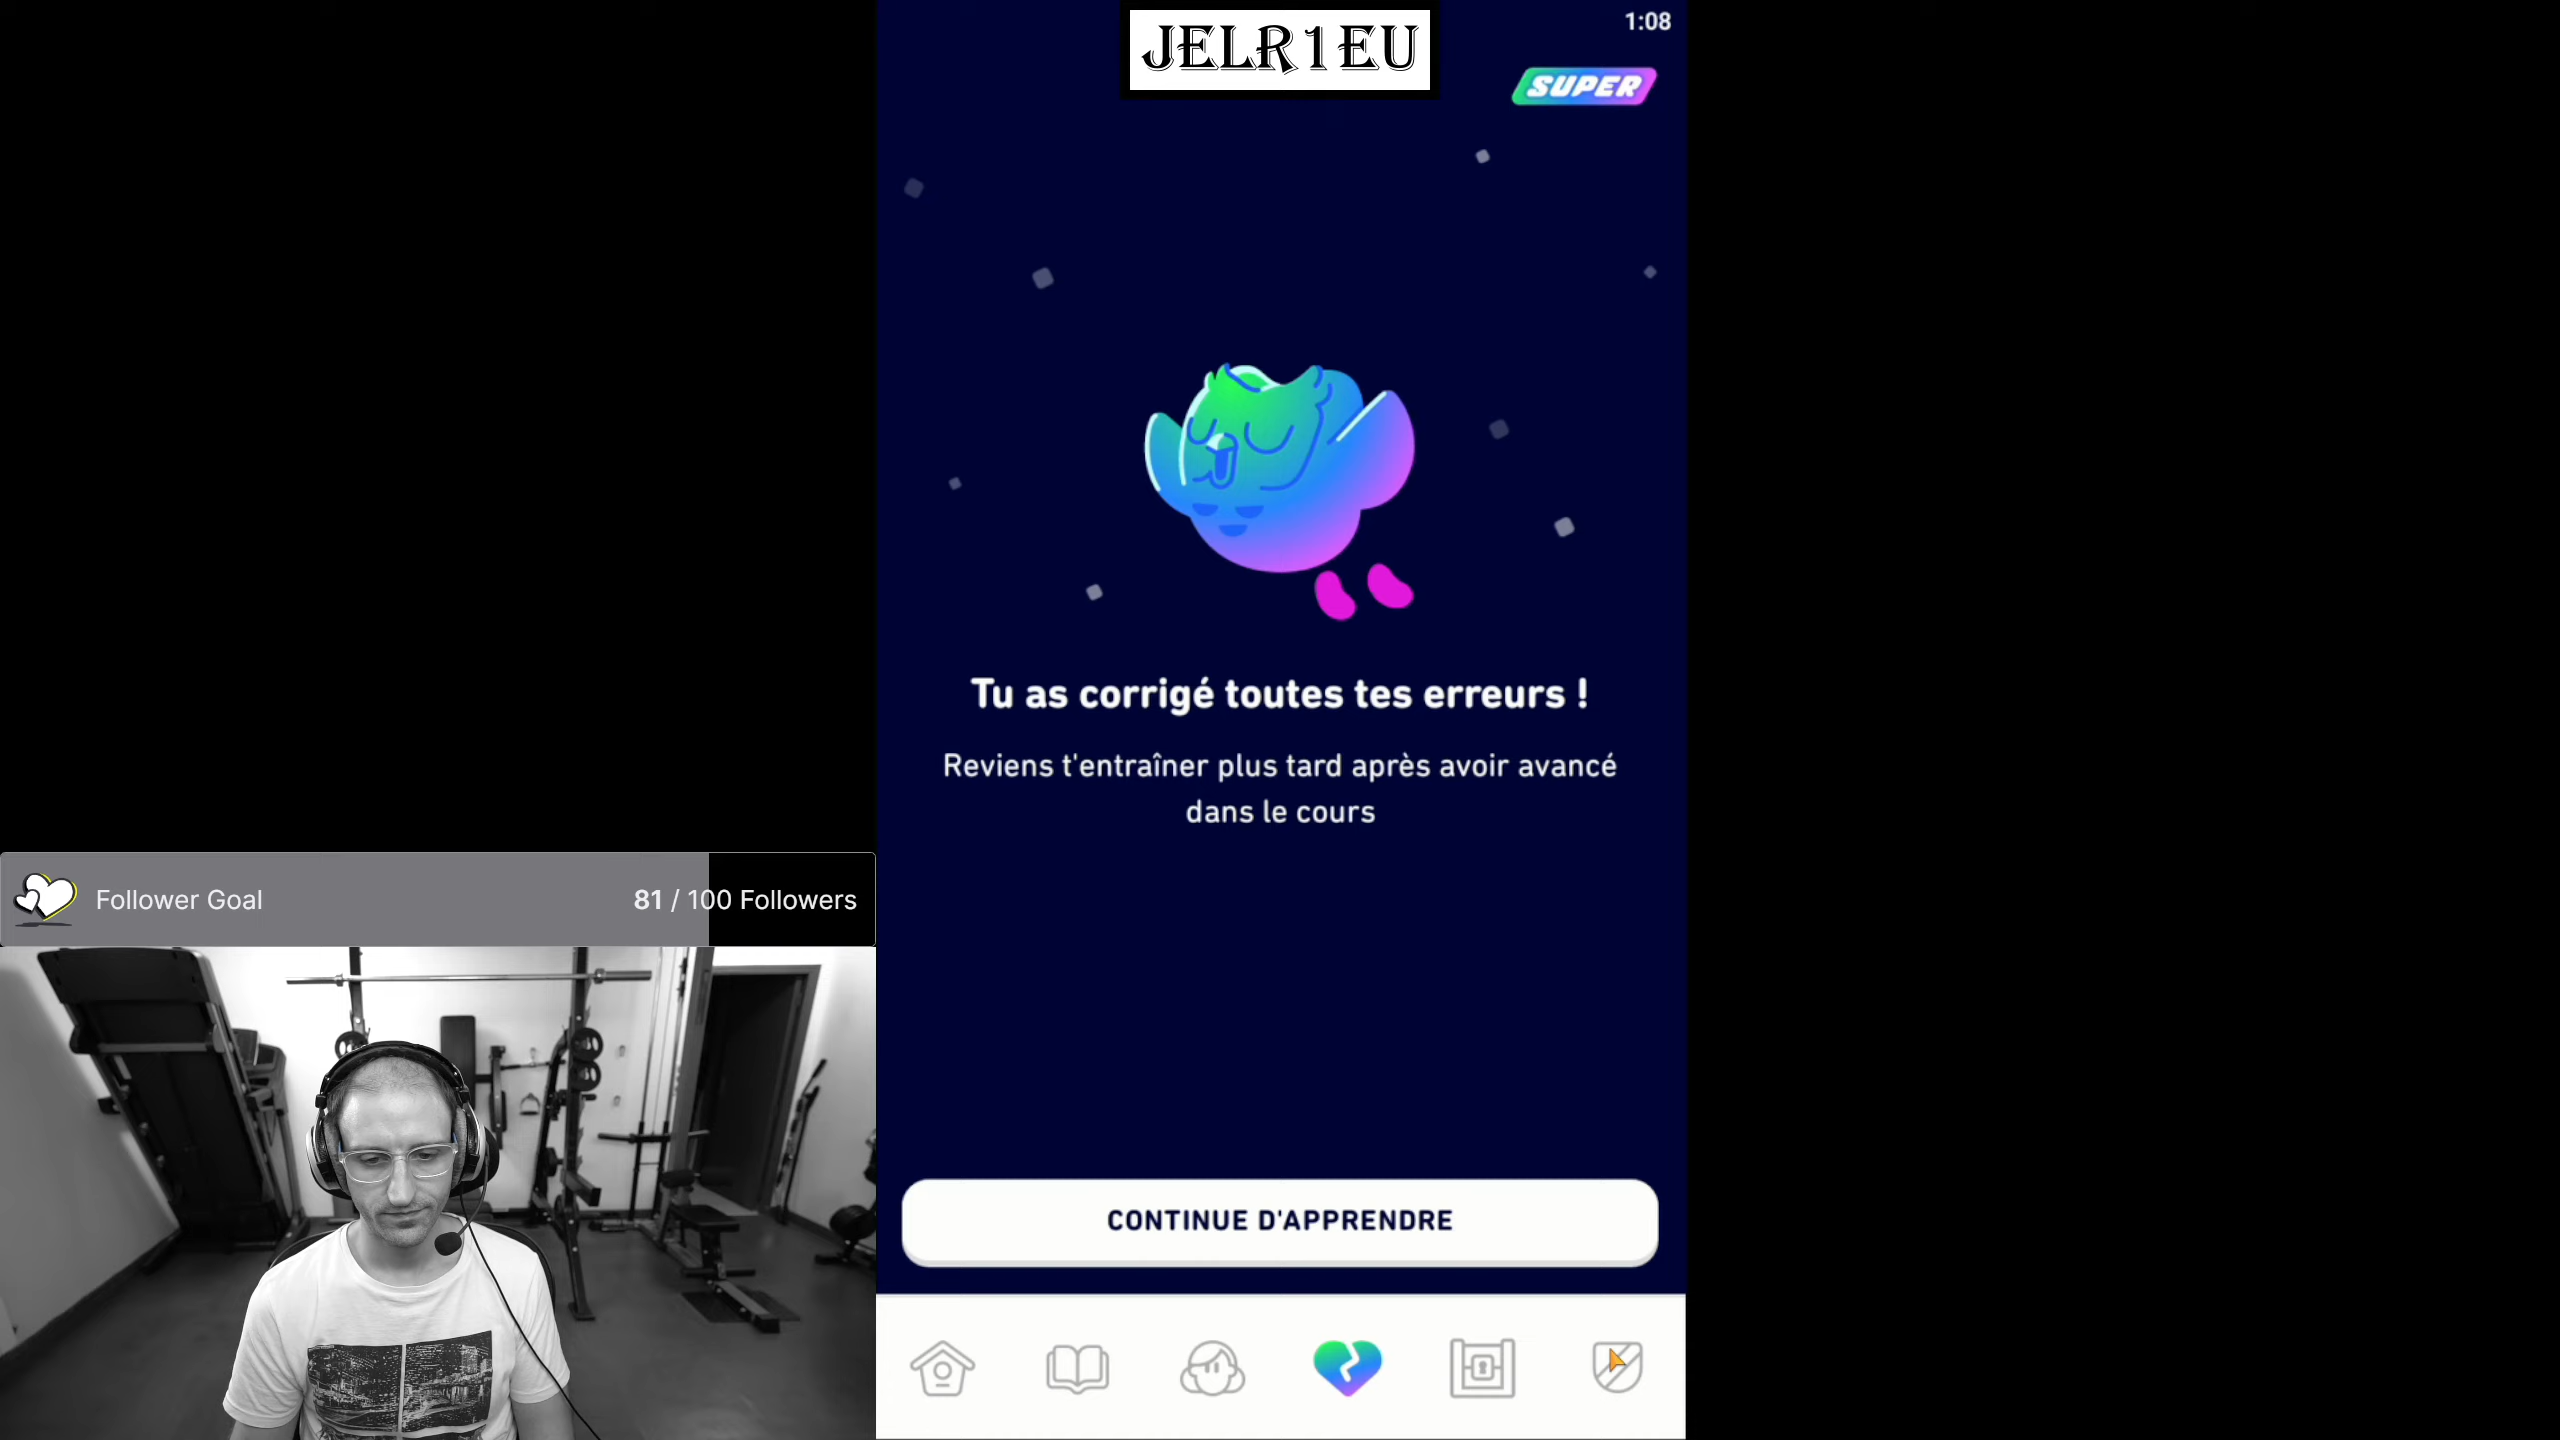 JELR1EU
1:08
SUPER
Tu as corrigé toutes tes erreurs !
Reviens t'entraîner plus tard après avoir avancé
dans le cours
Follower Goal
81 / 100 Followers
CONTINUE D'APPRENDRE